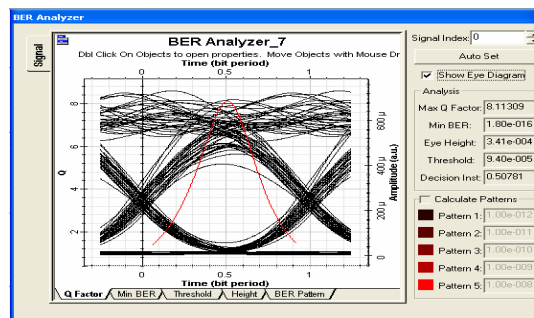 BER Analyzer
Signal
BER Analyzer_7
Dbl Click On Objects to open properties.  Move Objects with Mouse Dr
Time (bit period)
0 0.5 1
Q
8
6
4
2
Amplitude (a.u.)
600 µ
400 µ
200 µ
0
0 0.5 1
Time (bit period)
Q Factor Min BER Threshold Height BER Pattern
Signal Index: 0
Auto Set
Show Eye Diagram
Analysis
Max Q Factor: 8.11309
Min BER: 1.80e-016
Eye Height: 3.41e-004
Threshold: 9.40e-005
Decision Inst: 0.50781
Calculate Patterns
Pattern 1: 1.00e-012
Pattern 2: 1.00e-011
Pattern 3: 1.00e-010
Pattern 4: 1.00e-009
Pattern 5: 1.00e-008